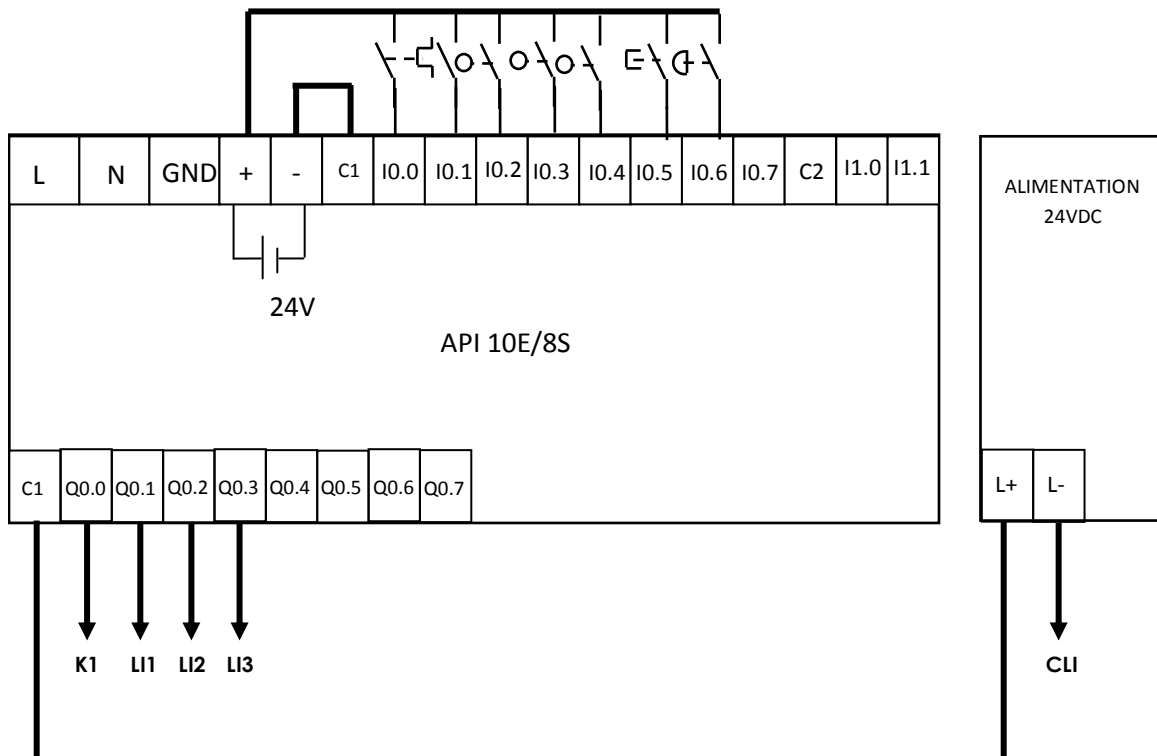 L N GND + - C1 I0.0 I0.1 I0.2 I0.3 I0.4 I0.5 I0.6 I0.7 C2 I1.0 I1.1
ALIMENTATION
24VDC
24V
API 10E/8S
C1 Q0.0 Q0.1 Q0.2 Q0.3 Q0.4 Q0.5 Q0.6 Q0.7
L+ L-
K1 LI1 LI2 LI3
CLI